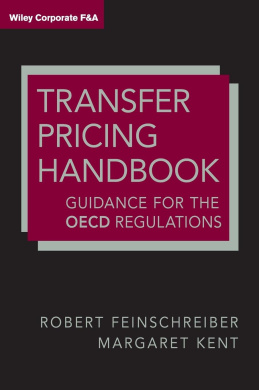 Wiley Corporate F&A
TRANSFER
PRICING
HANDBOOK
GUIDANCE FOR THE
OECD REGULATIONS
ROBERT FEINSCHREIBER
MARGARET KENT